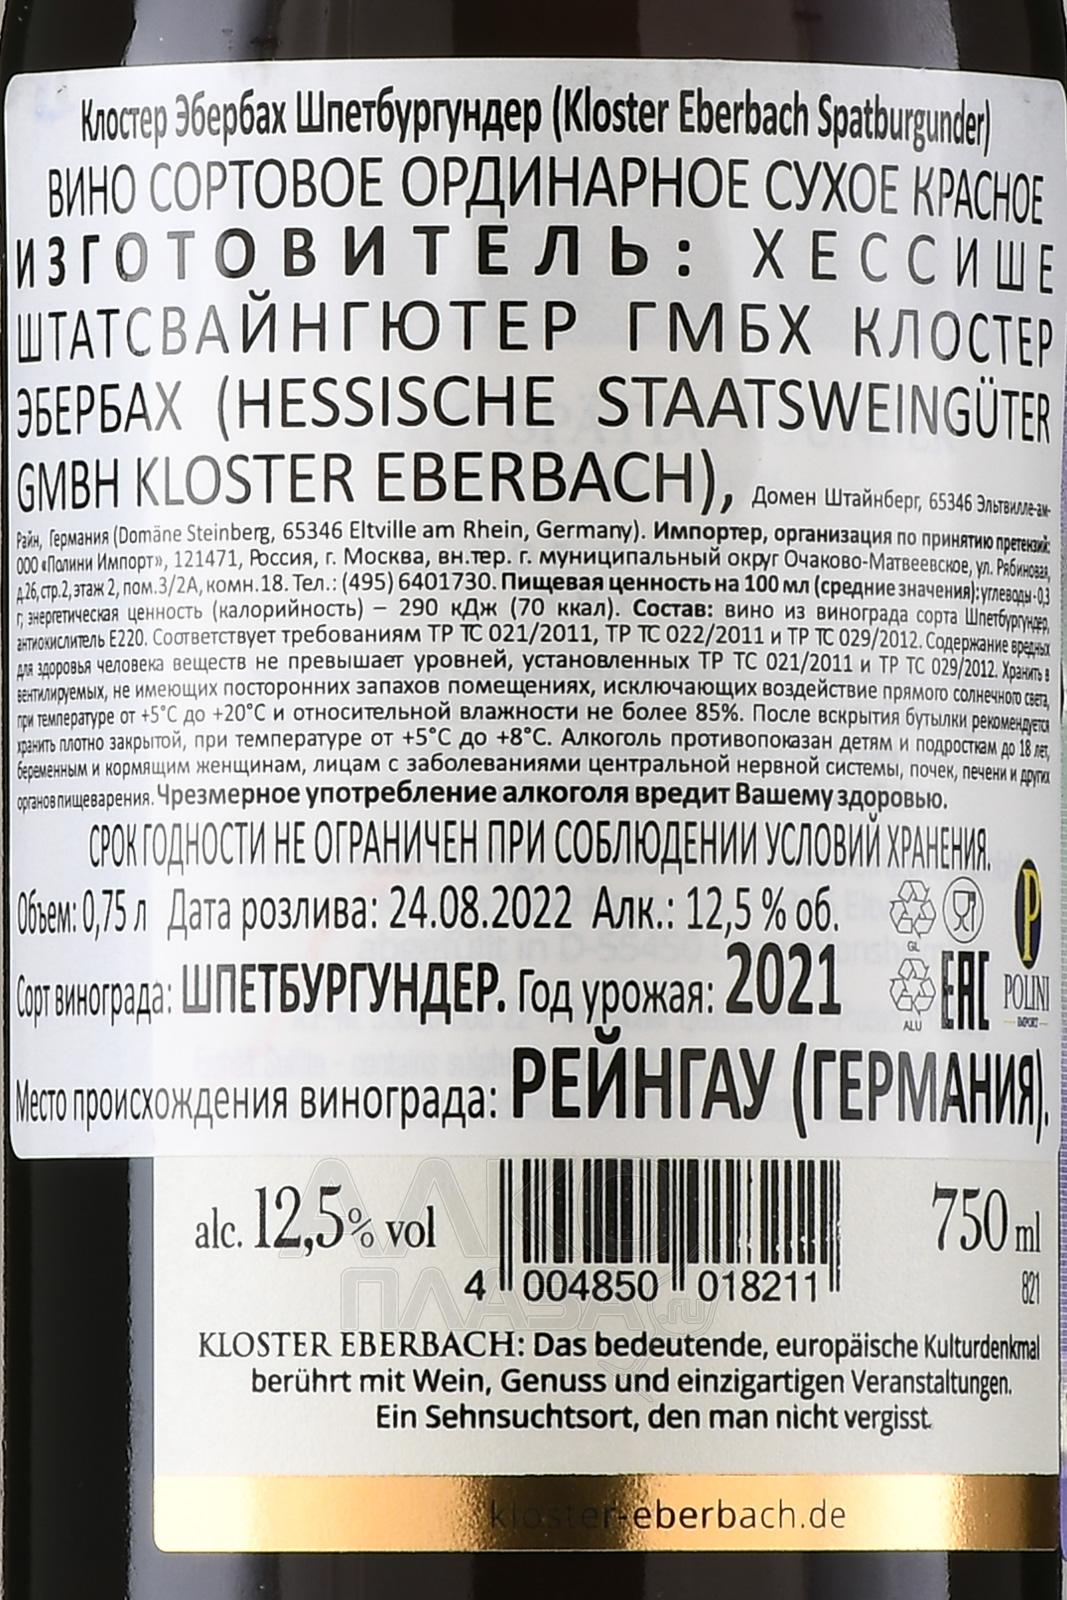 Клостер Эбербах Шпетбургундер (Kloster Eberbach Spatburgunder)
ВИНО СОРТОВОЕ ОРДИНАРНОЕ СУХОЕ КРАСНОЕ
ИЗГОТОВИТЕЛЬ: ХЕССИШЕ
ШТАТСВАЙНГЮТЕР ГМБХ КЛОСТЕР
ЭБЕРБАХ (HESSISCHE STAATSWEINGÜTER
GMBH KLOSTER EBERBACH), Домен Штайнберг, 65346 Эльтвилле-ам-
Райн, Германия (Domäne Steinberg, 65346 Eltville am Rhein, Germany). Импортер, организация по принятию претензий:
ООО «Полини Импорт», 121471, Россия, г. Москва, вн.тер. г. муниципальный округ Очаково-Матвеевское, ул. Рябиновая,
д.26, стр.2, этаж 2, пом.3/2А, комн.18. Тел.: (495) 6401730. Пищевая ценность на 100 мл (средние значения): углеводы - 0,3
г; энергетическая ценность (калорийность) – 290 кДж (70 ккал). Состав: вино из винограда сорта Шпетбургундер,
антиокислитель Е220. Соответствует требованиям ТР ТС 021/2011, ТР ТС 022/2011 и ТР ТС 029/2012. Содержание вредных
для здоровья человека веществ не превышает уровней, установленных ТР ТС 021/2011 и ТР ТС 029/2012. Хранить в
вентилируемых, не имеющих посторонних запахов помещениях, исключающих воздействие прямого солнечного света,
при температуре от +5°С до +20°С и относительной влажности не более 85%. После вскрытия бутылки рекомендуется
хранить плотно закрытой, при температуре от +5°С до +8°С. Алкоголь противопоказан детям и подросткам до 18 лет,
беременным и кормящим женщинам, лицам с заболеваниями центральной нервной системы, почек, печени и других
органов пищеварения. Чрезмерное употребление алкоголя вредит Вашему здоровью.
СРОК ГОДНОСТИ НЕ ОГРАНИЧЕН ПРИ СОБЛЮДЕНИИ УСЛОВИЙ ХРАНЕНИЯ.
Объем: 0,75 л Дата розлива: 24.08.2022 Алк.: 12,5 % об.
GL
P
Сорт винограда: ШПЕТБУРГУНДЕР. Год урожая: 2021
ALU
EAC
POLINI
IMPORT
Место происхождения винограда: РЕЙНГАУ (ГЕРМАНИЯ).
alc. 12,5% vol
750 ml
4 004850 018211
821
АЛКО
ПЛАЗА.ru
KLOSTER EBERBACH: Das bedeutende, europäische Kulturdenkmal
berührt mit Wein, Genuss und einzigartigen Veranstaltungen.
Ein Sehnsuchtsort, den man nicht vergisst.
kloster-eberbach.de